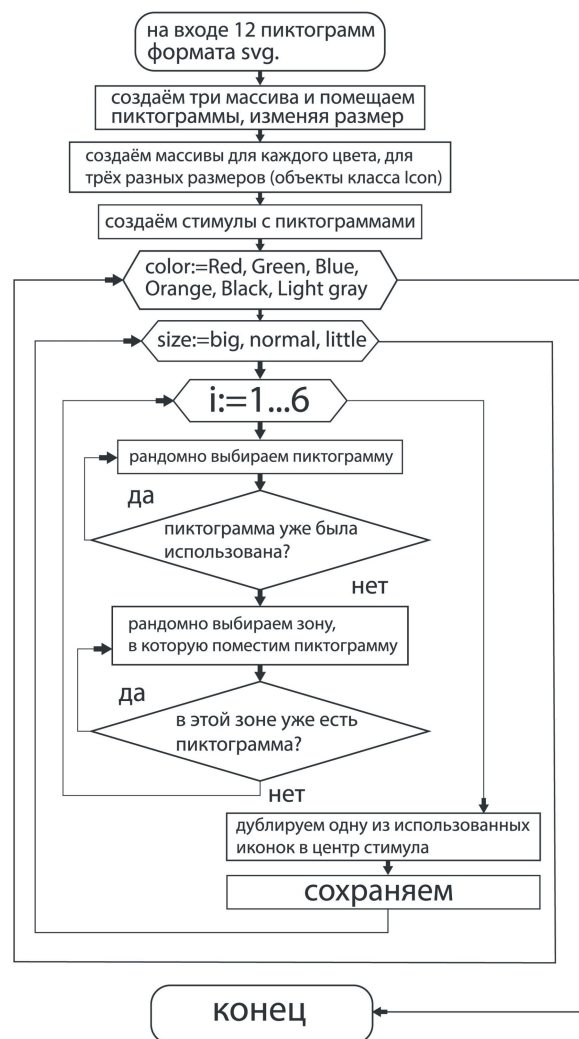 на входе 12 пиктограмм
формата svg.
создаём три массива и помещаем
пиктограммы, изменяя размер
создаём массивы для каждого цвета, для
трёх разных размеров (объекты класса Icon)
создаём стимулы с пиктограммами
color:=Red, Green, Blue,
Orange, Black, Light gray
size:=big, normal, little
i:=1...6
рандомно выбираем пиктограмму
да
пиктограмма уже была
использована?
нет
рандомно выбираем зону,
в которую поместим пиктограмму
да
в этой зоне уже есть
пиктограмма?
нет
дублируем одну из использованных
иконок в центр стимула
сохраняем
конец